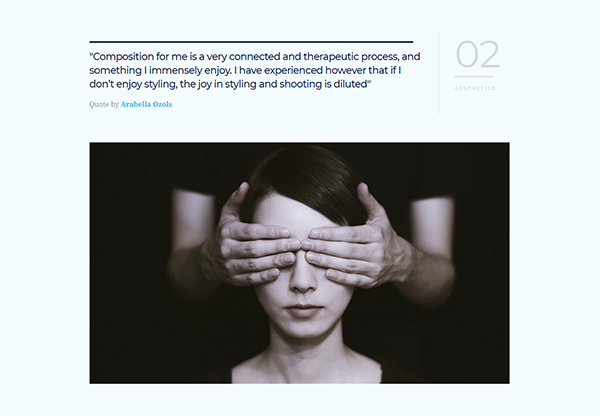 "Composition for me is a very connected and therapeutic process, and
something I immensely enjoy. I have experienced however that if I
don't enjoy styling, the joy in styling and shooting is diluted"
Quote by Arabella Ozols
02
AESTHETICS